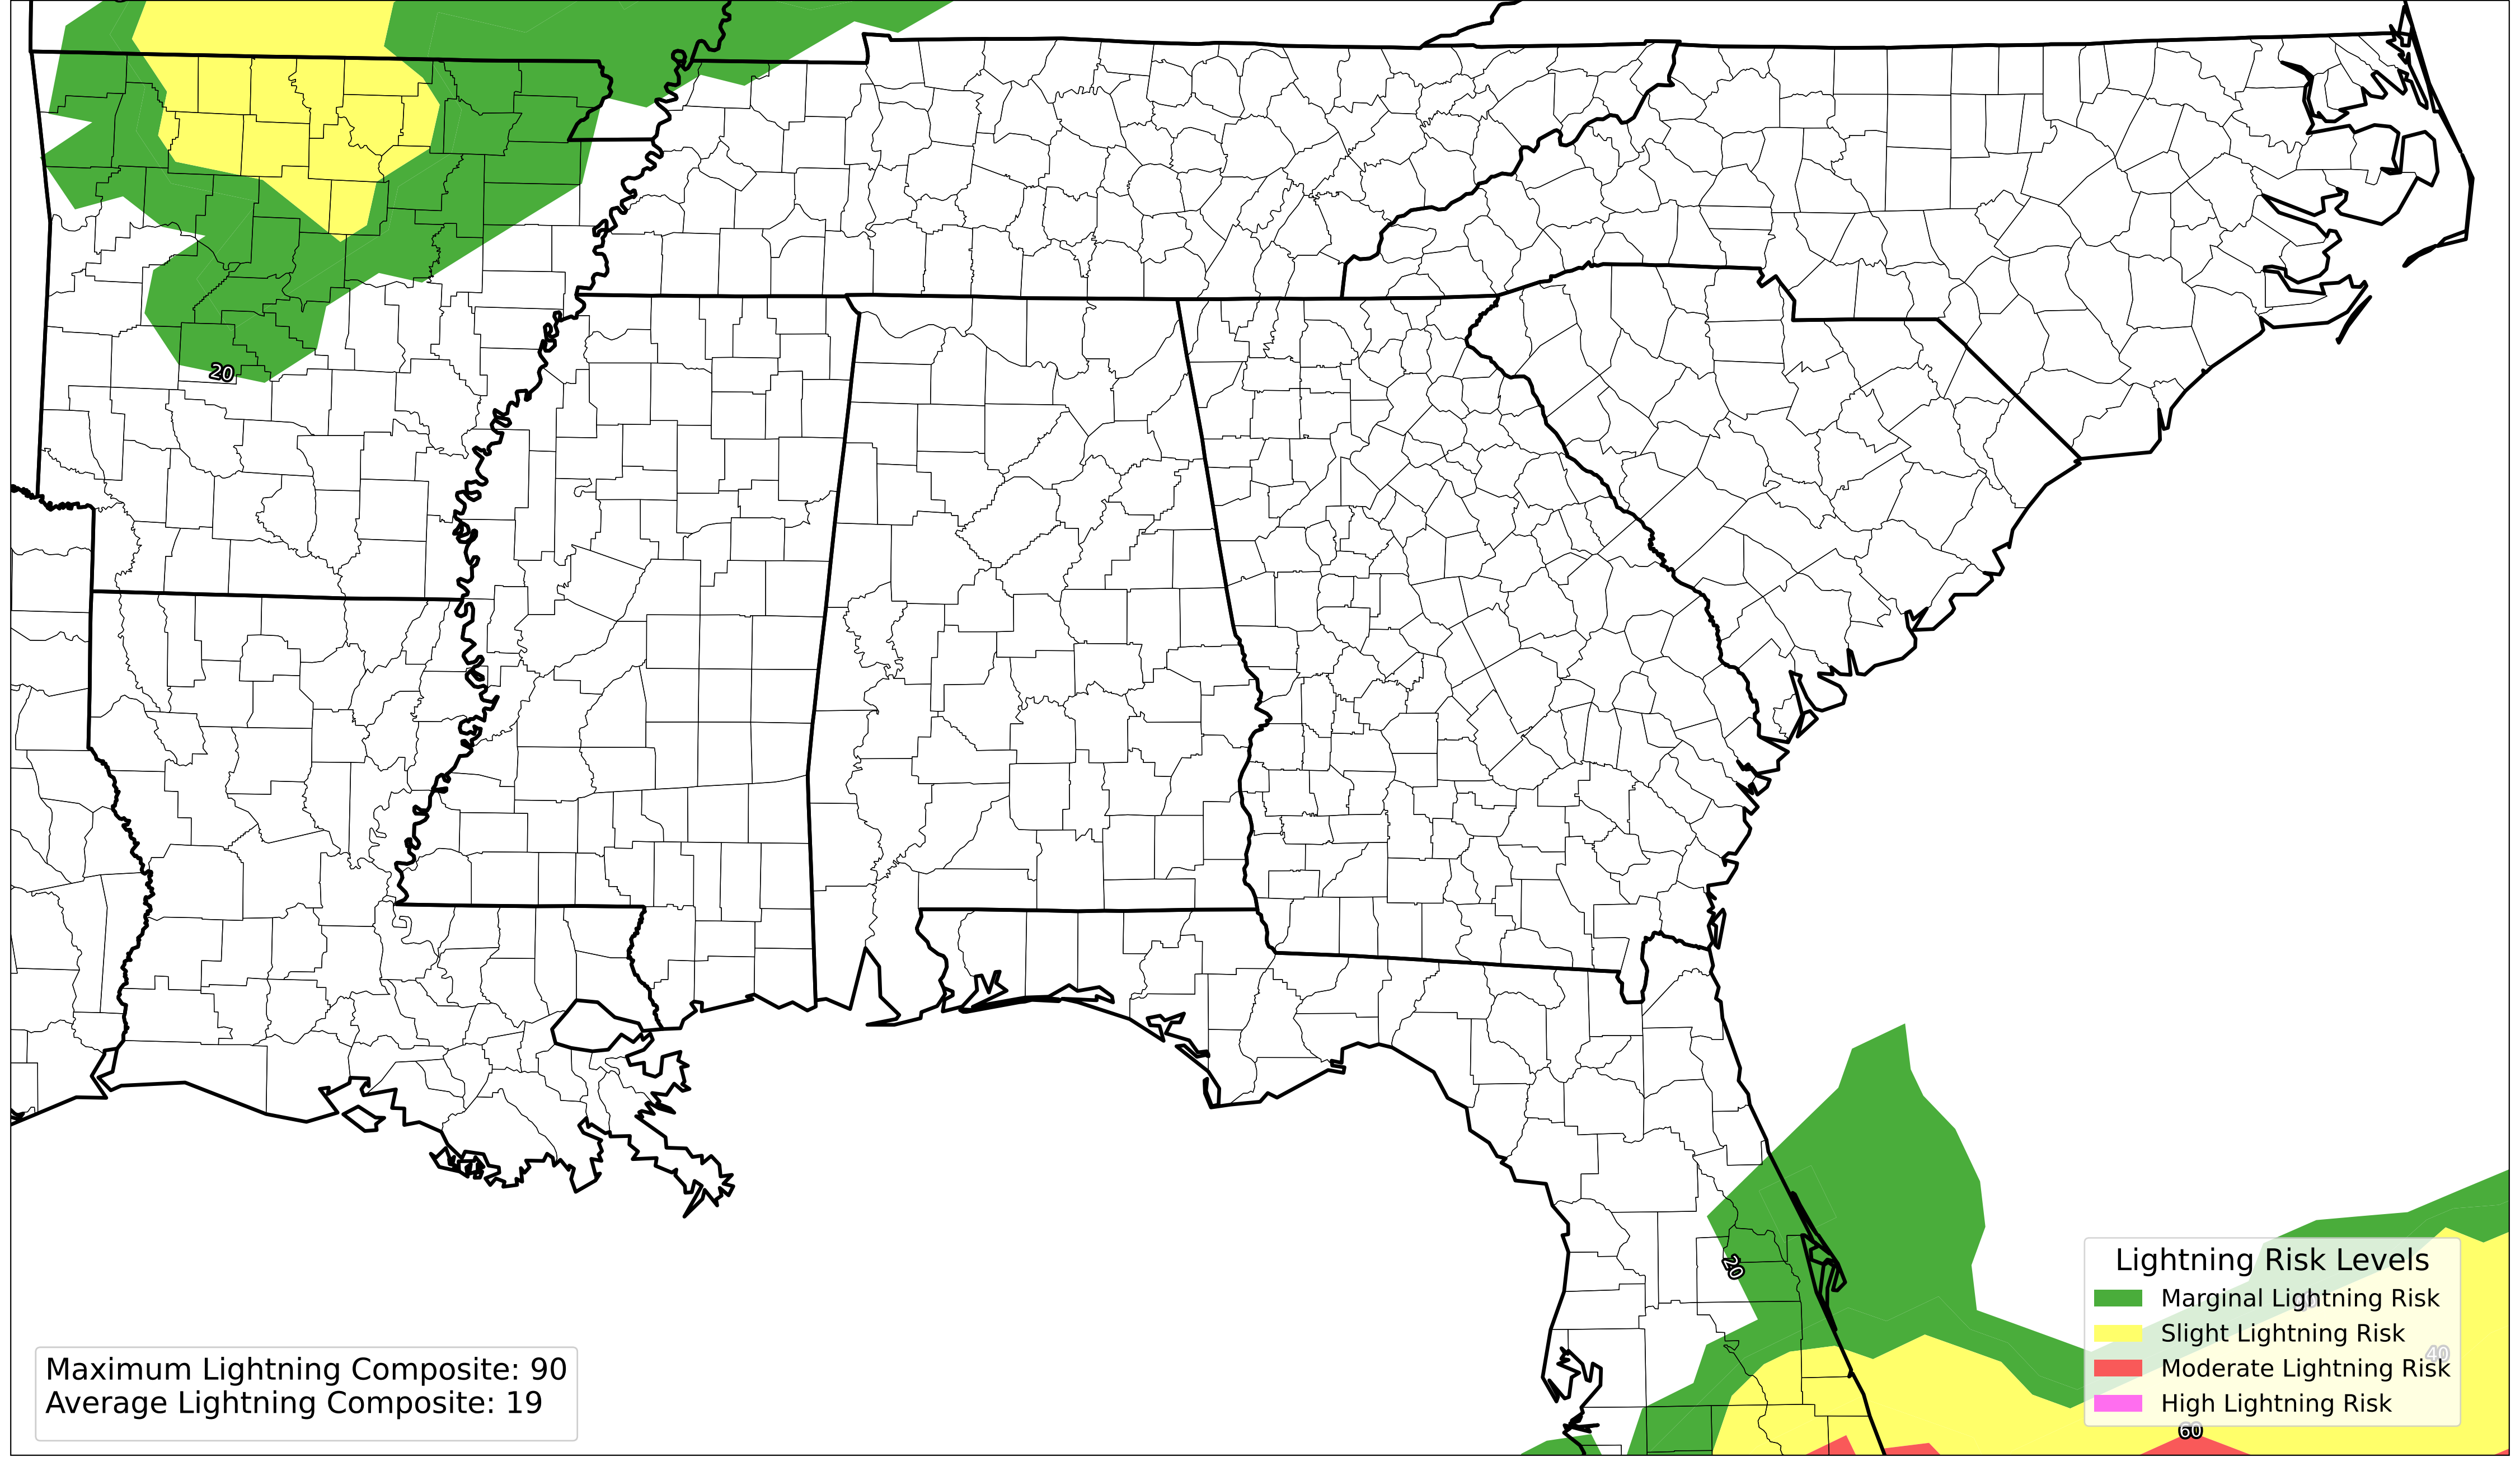 20
20
Lightning Risk Levels
Marginal Lightning Risk
Slight Lightning Risk
40
Moderate Lightning Risk
High Lightning Risk
60
Maximum Lightning Composite: 90
Average Lightning Composite: 19